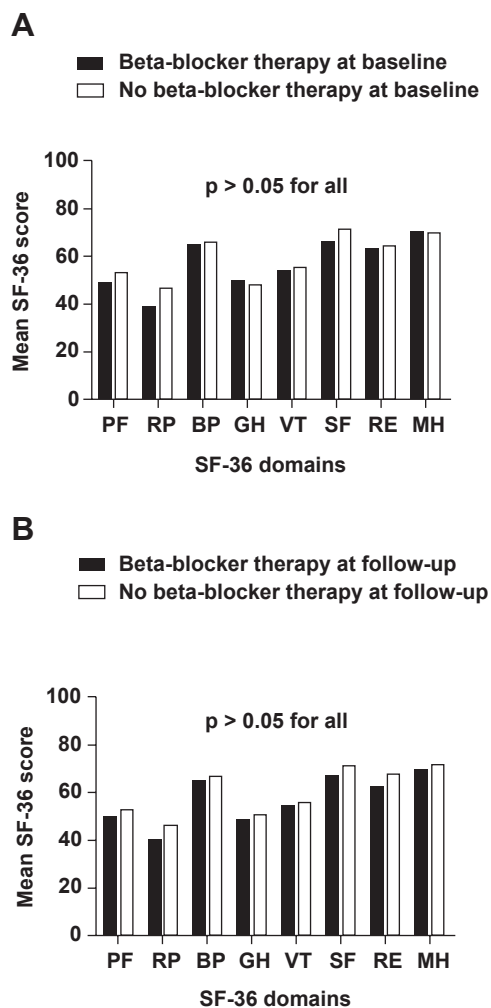 A
Beta-blocker therapy at baseline
No beta-blocker therapy at baseline
100
80
60
40
20
0
Mean SF-36 score
p > 0.05 for all
PF RP BP GH VT SF RE MH
SF-36 domains
B
Beta-blocker therapy at follow-up
No beta-blocker therapy at follow-up
100
80
60
40
20
0
Mean SF-36 score
p > 0.05 for all
PF RP BP GH VT SF RE MH
SF-36 domains